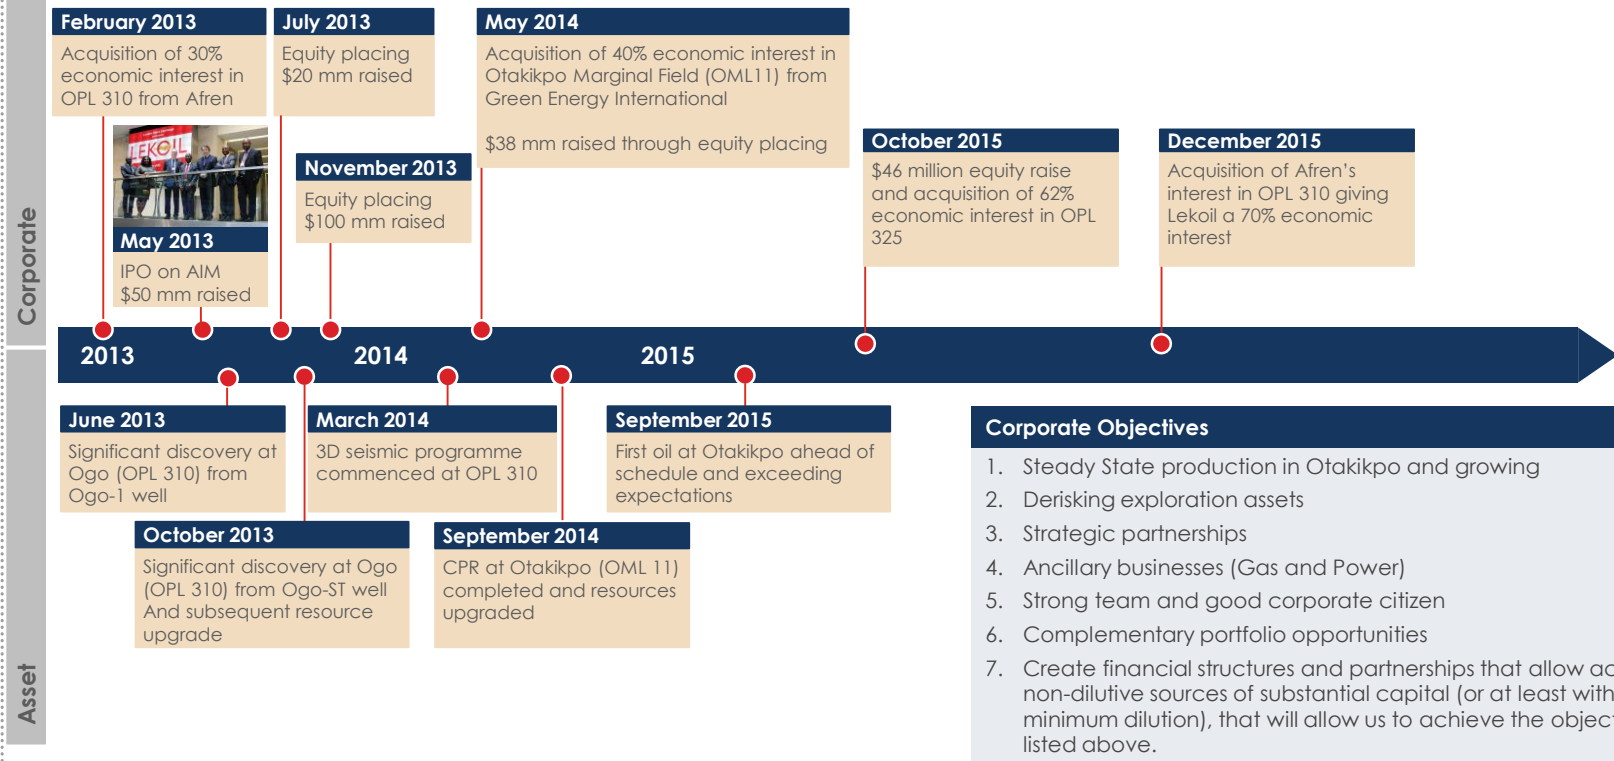 Corporate
Asset
February 2013
Acquisition of 30%
economic interest in
OPL 310 from Afren
July 2013
Equity placing
$20 mm raised
May 2014
Acquisition of 40% economic interest in
Otakikpo Marginal Field (OML11) from
Green Energy International
$38 mm raised through equity placing
LEKOIL
May 2013
IPO on AIM
$50 mm raised
November 2013
Equity placing
$100 mm raised
October 2015
$46 million equity raise
and acquisition of 62%
economic interest in OPL
325
December 2015
Acquisition of Afren’s
interest in OPL 310 giving
Lekoil a 70% economic
interest
2013
2014
2015
June 2013
Significant discovery at
Ogo (OPL 310) from
Ogo-1 well
March 2014
3D seismic programme
commenced at OPL 310
September 2015
First oil at Otakikpo ahead of
schedule and exceeding
expectations
October 2013
Significant discovery at Ogo
(OPL 310) from Ogo-ST well
And subsequent resource
upgrade
September 2014
CPR at Otakikpo (OML 11)
completed and resources
upgraded
Corporate Objectives
1. Steady State production in Otakikpo and growing
2. Derisking exploration assets
3. Strategic partnerships
4. Ancillary businesses (Gas and Power)
5. Strong team and good corporate citizen
6. Complementary portfolio opportunities
7. Create financial structures and partnerships that allow
non-dilutive sources of substantial capital (or at least with
minimum dilution), that will allow us to achieve the
listed above.